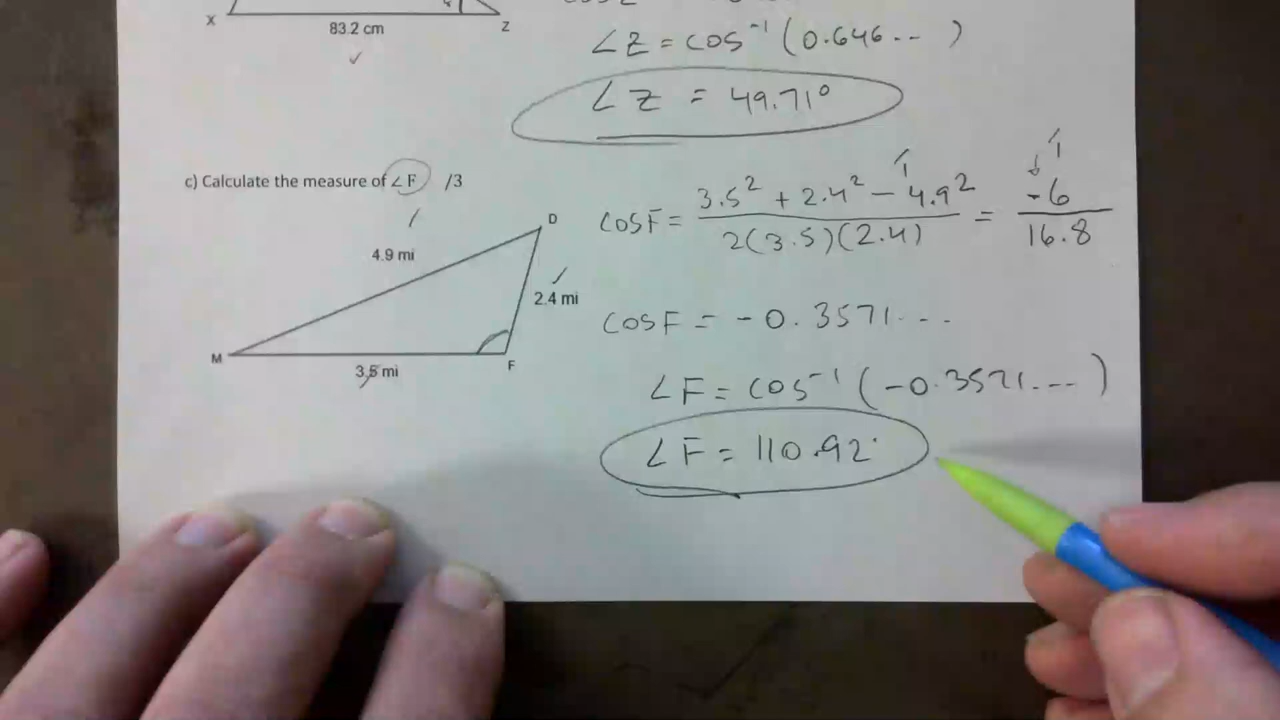 X 83.2 cm Z
∠Z = cos⁻¹(0.646.. )
∠Z = 49.71°
c) Calculate the measure of ∠F /3
cosF = (3.5² + 2.4² − 4.9²) / 2(3.5)(2.4) = -6 / 16.8
D
4.9 mi
2.4 mi
M
F
3.5 mi
cosF = -0.3571...
∠F = cos⁻¹(-0.3571...)
∠F = 110.92°